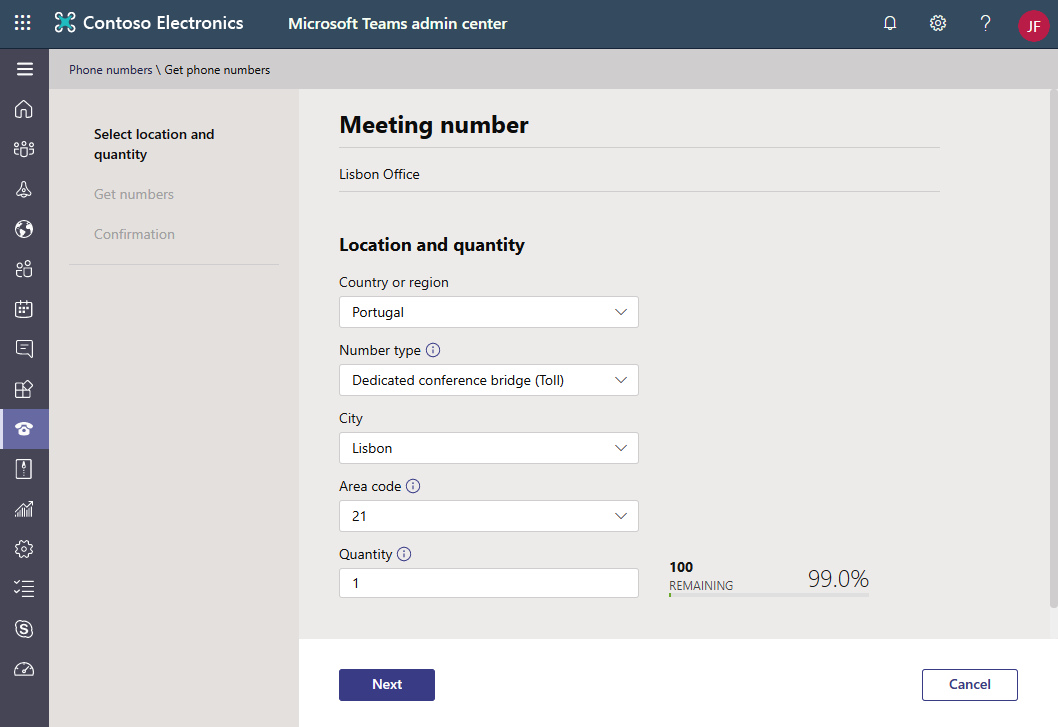 Contoso Electronics
Microsoft Teams admin center
?
JF
Phone numbers \ Get phone numbers
Select location and
quantity
Get numbers
Confirmation
Meeting number
Lisbon Office
Location and quantity
Country or region
Portugal
Number type
Dedicated conference bridge (Toll)
City
Lisbon
Area code
21
Quantity
1
100
REMAINING
99.0%
Next
Cancel